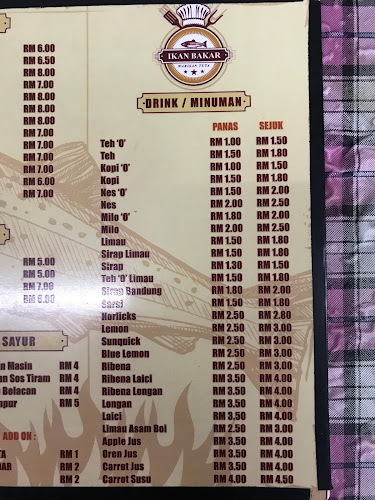 RM 6.00
RM 6.50
RM 8.00
RM 7.00
RM 8.00
RM 8.00
RM 8.00
RM 7.00
RM 7.00
RM 7.00
RM 6.00
RM 7.00
RM 5.00
RM 5.00
RM 7.00
RM 6.00
SAYUR
n Masin RM 4
an Sos Tiram RM 4
Belacan RM 4
apur RM 5
ADD ON :
TA RM 1
DAR RM 2
RM 2
IKAN BAKAR
WARISAN TETA
DRINK / MINUMAN
PANAS SEJUK
Teh 'O' RM 1.00 RM 1.50
Teh RM 1.50 RM 1.80
Kopi 'O' RM 1.00 RM 1.50
Kopi RM 1.50 RM 1.80
Nes 'O' RM 1.50 RM 2.00
Nes RM 2.00 RM 2.50
Milo 'O' RM 1.50 RM 1.80
Milo RM 2.00 RM 2.50
Limau RM 1.50 RM 1.80
Sirap Limau RM 1.50 RM 1.80
Sirap RM 1.50 RM 1.80
Teh 'O' Limau RM 1.50 RM 1.80
Sirap Bandung RM 1.80 RM 2.00
Sarsi RM 1.50 RM 1.80
Horlicks RM 2.50 RM 2.80
Lemon RM 2.50 RM 3.00
Sunquick RM 2.50 RM 3.00
Blue Lemon RM 2.50 RM 3.00
Ribena RM 2.50 RM 3.00
Ribena Laici RM 3.50 RM 4.00
Ribena Longan RM 3.50 RM 4.00
Longan RM 3.50 RM 4.00
Laici RM 3.50 RM 4.00
Limau Asam Boi RM 2.50 RM 3.00
Apple Jus RM 3.50 RM 4.00
Oren Jus RM 3.50 RM 4.00
Carrot Jus RM 3.50 RM 4.00
Carrot Susu RM 4.00 RM 4.50